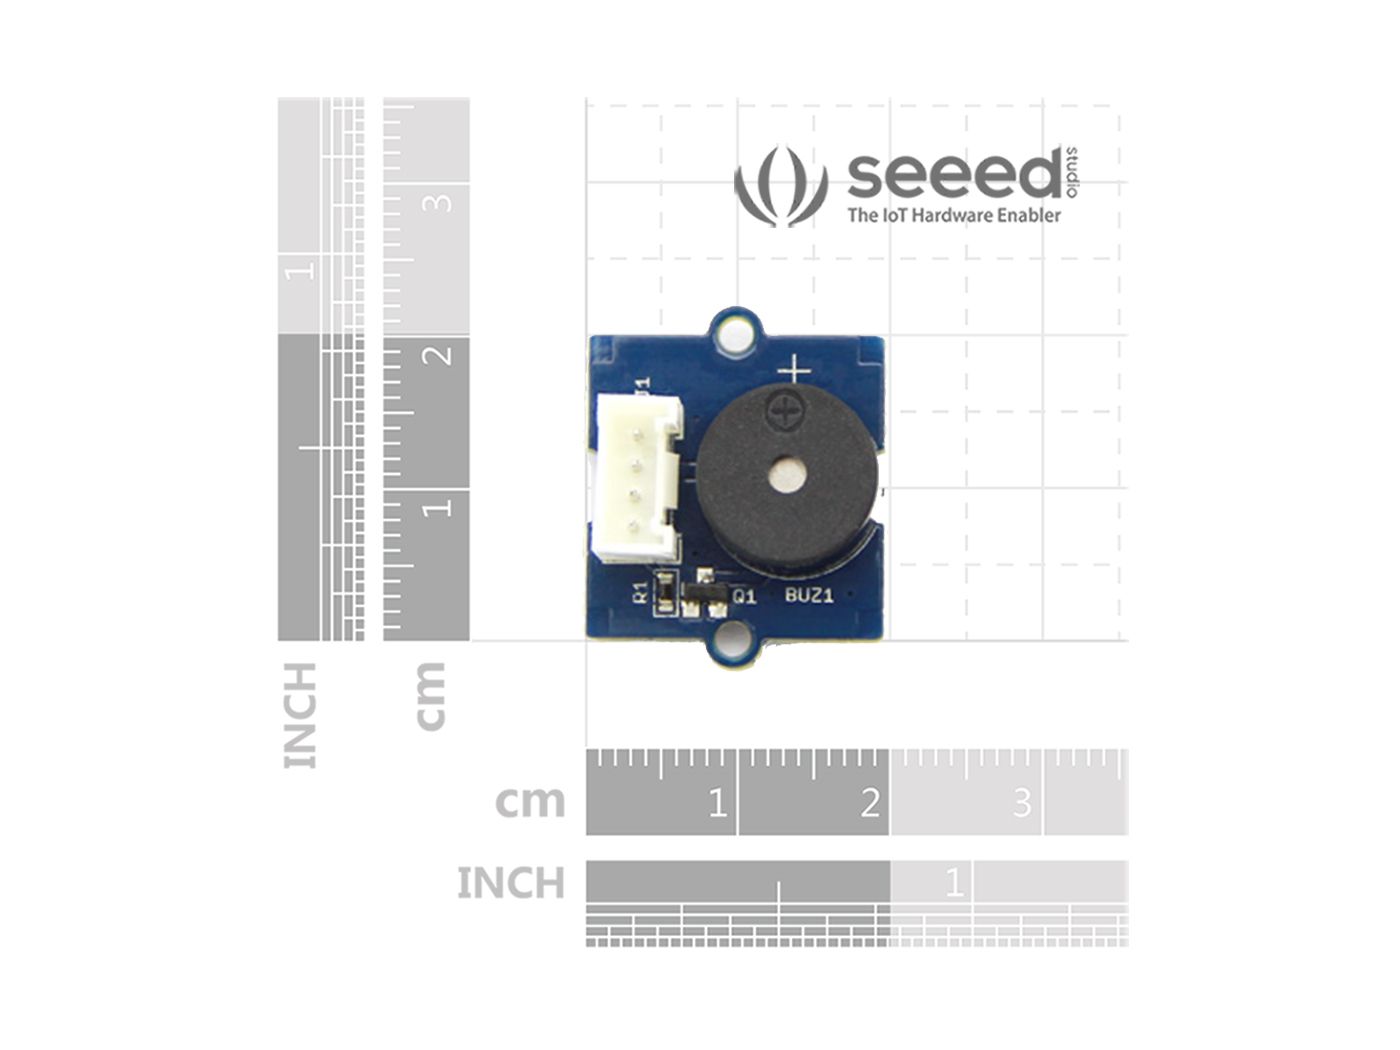 seeed
studio
The IoT Hardware Enabler
3
1
2
1
INCH
cm
J1
R1
Q1
BUZ1
cm
1
2
3
INCH
1